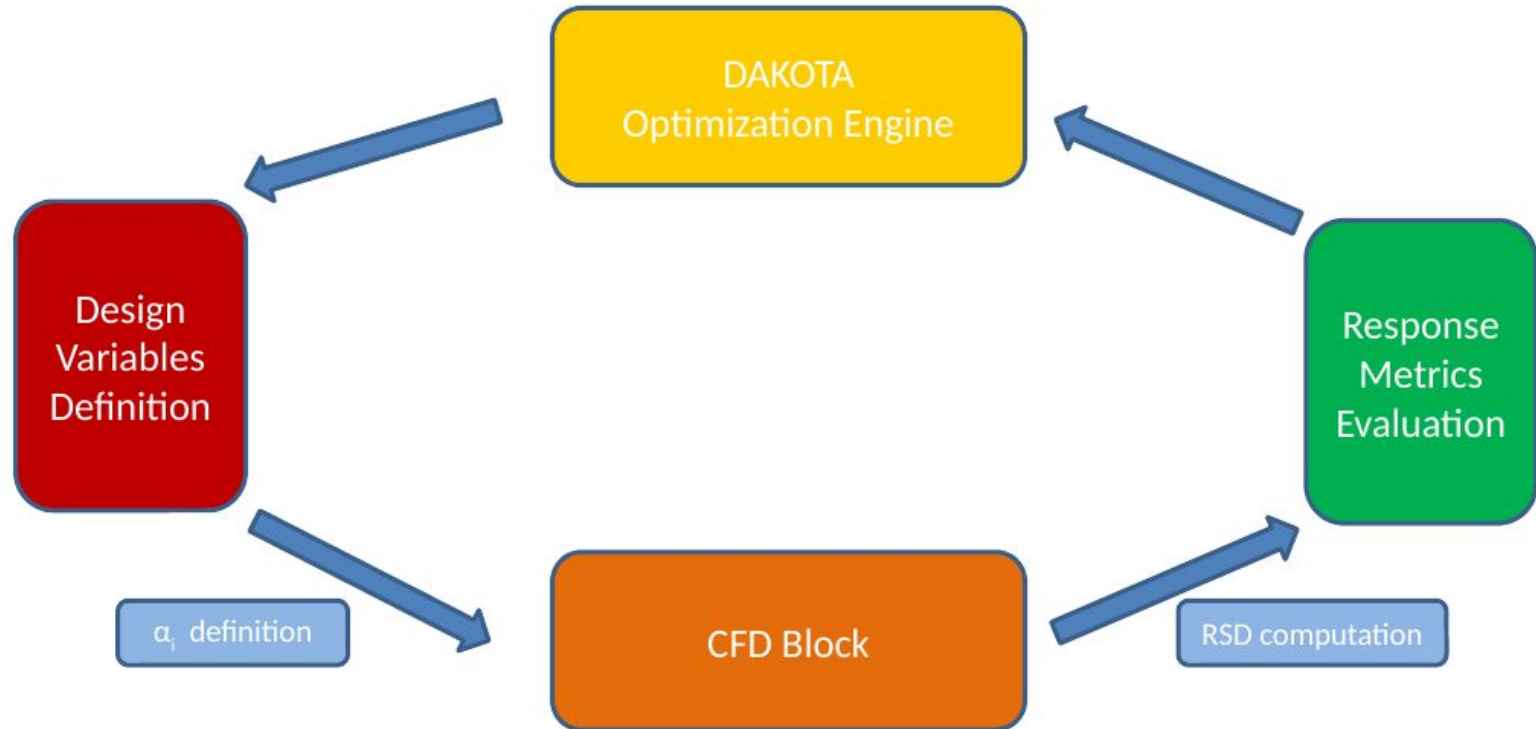 DAKOTA
Optimization Engine
Design
Variables
Definition
Response
Metrics
Evaluation
αᵢ definition
CFD Block
RSD computation